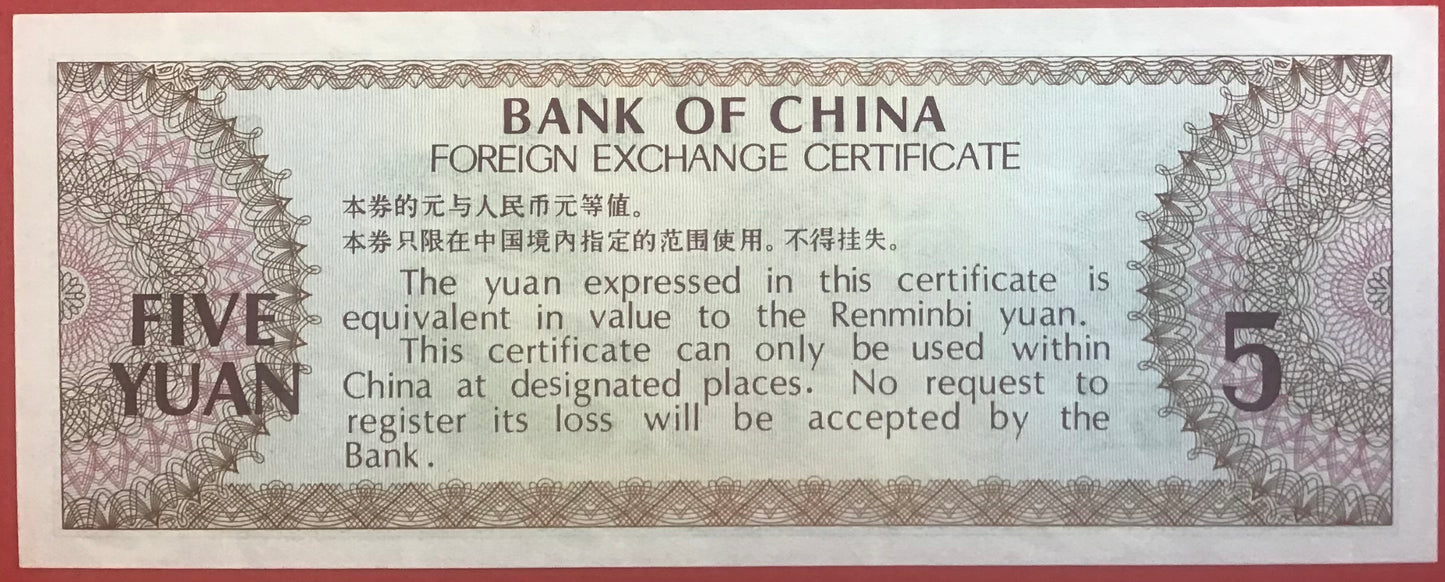 BANK OF CHINA
FOREIGN EXCHANGE CERTIFICATE
本券的元与人民币元等値。
本券只限在中国境內指定的范围使用。不得挂失。
The yuan expressed in this certificate is
equivalent in value to the Renminbi yuan.
This certificate can only be used within
China at designated places. No request to
register its loss will be accepted by the
Bank.
FIVE
YUAN
5